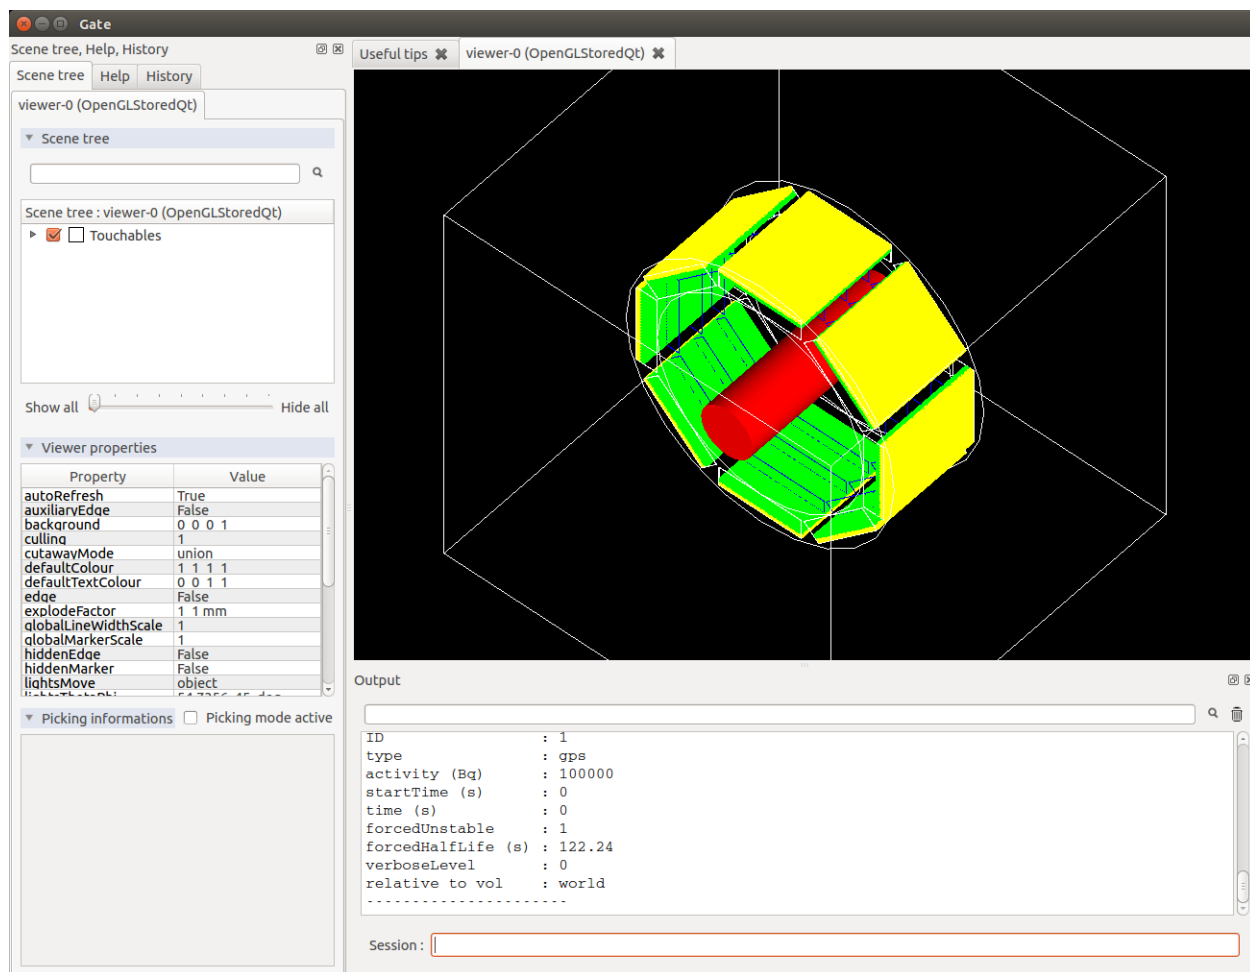 Gate
Scene tree, Help, History
Useful tips
viewer-0 (OpenGLStoredQt)
Scene tree
Help
History
viewer-0 (OpenGLStoredQt)
Scene tree
Scene tree : viewer-0 (OpenGLStoredQt)
Touchables
Show all
Hide all
Viewer properties
Property Value
autoRefresh True
auxiliaryEdge False
background 0 0 0 1
culling 1
cutawayMode union
defaultColour 1 1 1 1
defaultTextColour 0 0 1 1
edge False
explodeFactor 1 1 mm
globalLineWidthScale 1
globalMarkerScale 1
hiddenEdge False
hiddenMarker False
lightsMove object
Picking informations
Picking mode active
Output
ID : 1
type : gps
activity (Bq) : 100000
startTime (s) : 0
time (s) : 0
forcedUnstable : 1
forcedHalfLife (s) : 122.24
verboseLevel : 0
relative to vol : world
----------------------
Session :